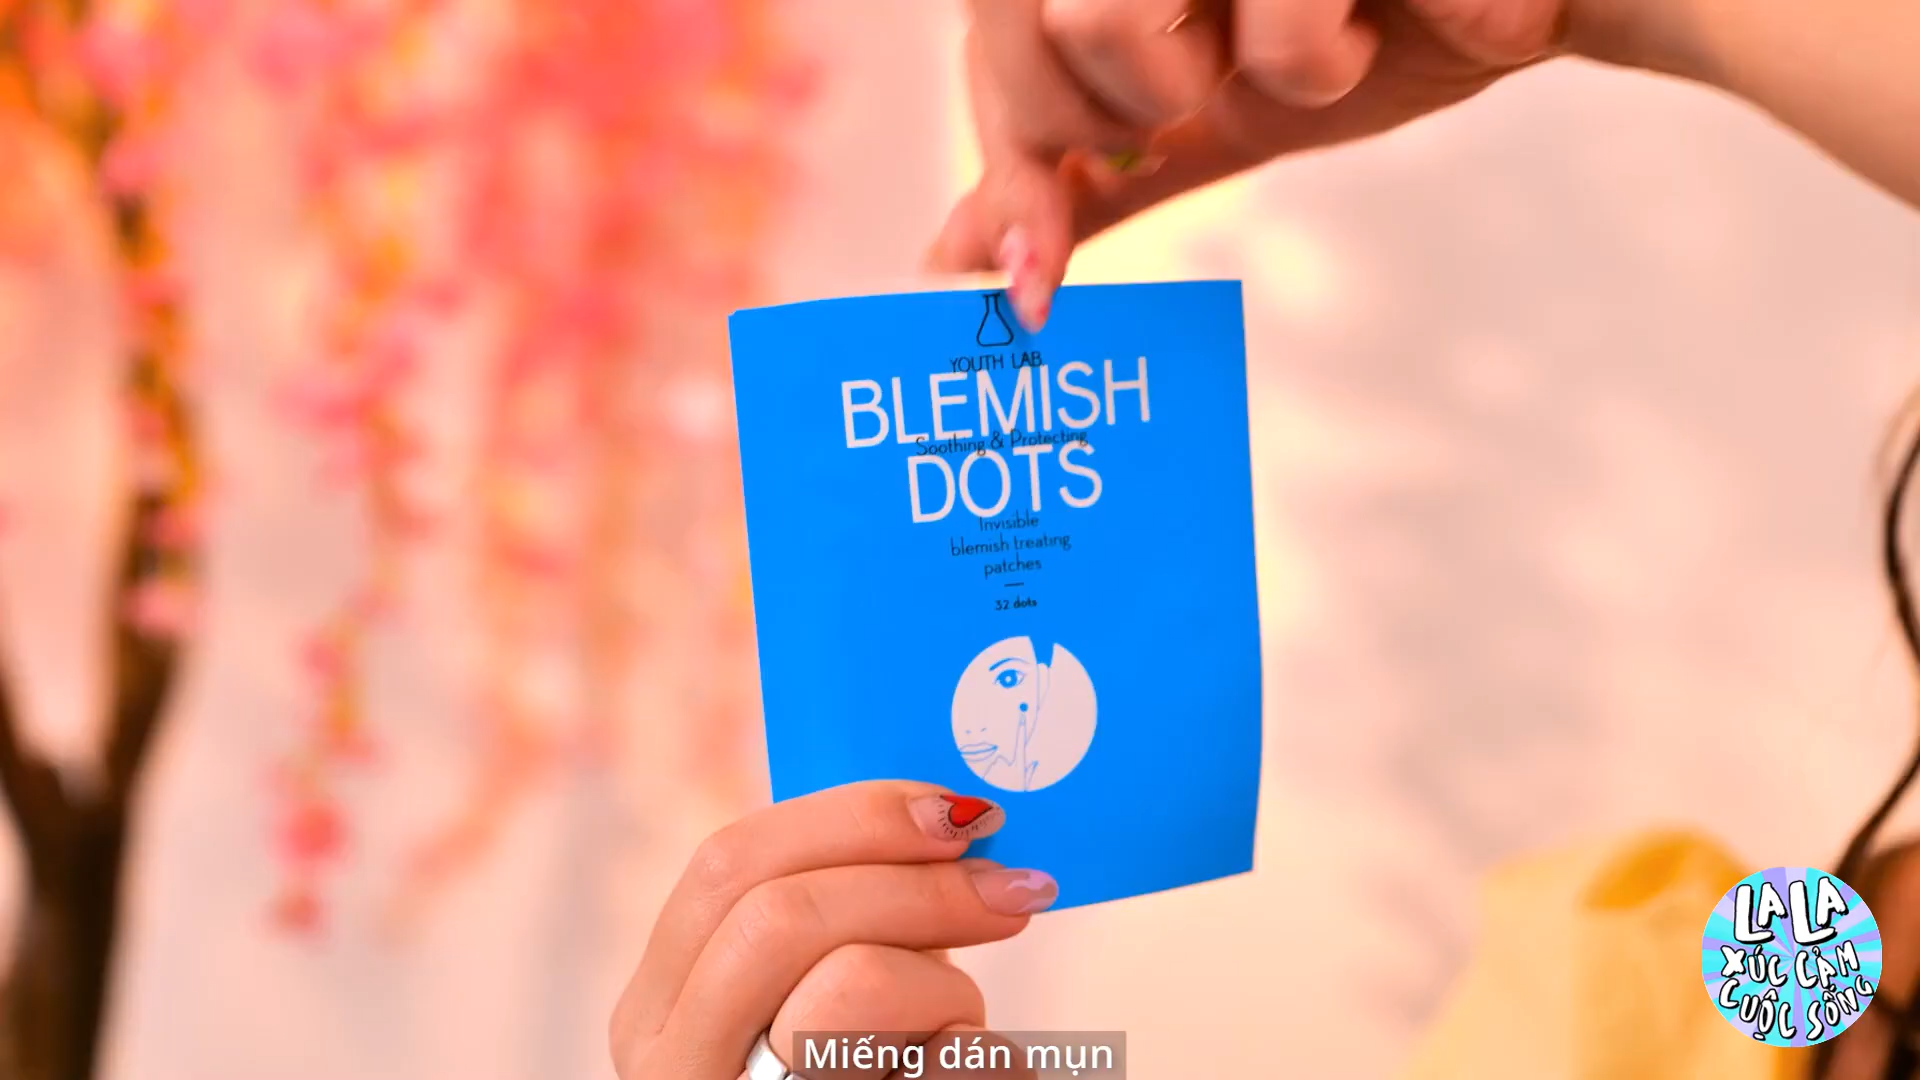 YOUTH LAB.
BLEMISH
Soothing & Protecting
DOTS
Invisible
blemish treating
patches
32 dots
LA LA
XÚC CẢM
CUỘC SỐNG
Miếng dán mụn